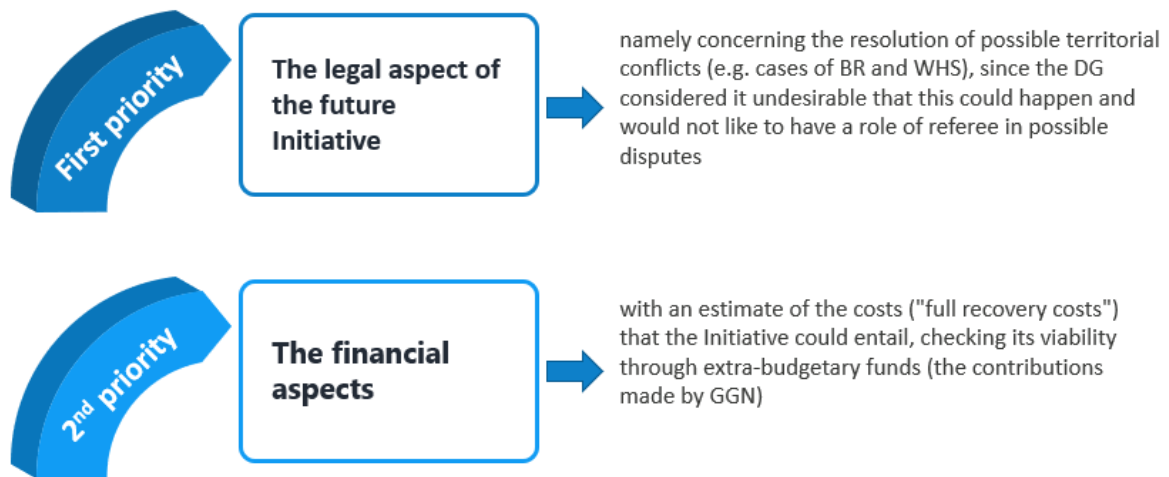 First priority
The legal aspect of
the future
Initiative
namely concerning the resolution of possible territorial
conflicts (e.g. cases of BR and WHS), since the DG
considered it undesirable that this could happen and
would not like to have a role of referee in possible
disputes
2nd priority
The financial
aspects
with an estimate of the costs ("full recovery costs")
that the Initiative could entail, checking its viability
through extra-budgetary funds (the contributions
made by GGN)